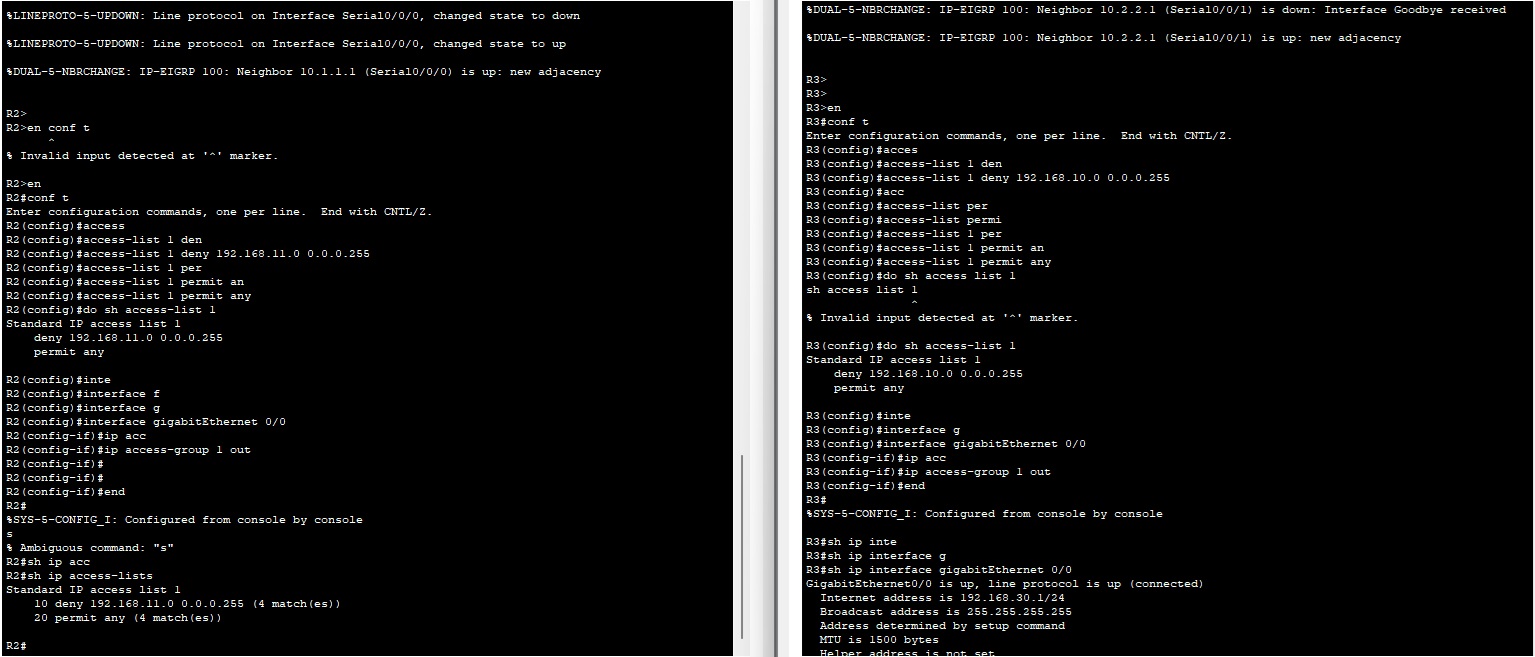 %LINEPROTO-5-UPDOWN: Line protocol on Interface Serial0/0/0, changed state to down
%LINEPROTO-5-UPDOWN: Line protocol on Interface Serial0/0/0, changed state to up
%DUAL-5-NBRCHANGE: IP-EIGRP 100: Neighbor 10.1.1.1 (Serial0/0/0) is up: new adjacency
R2>
R2>en conf t
^
% Invalid input detected at '^' marker.
R2>en
R2#conf t
Enter configuration commands, one per line.  End with CNTL/Z.
R2(config)#access
R2(config)#access-list 1 den
R2(config)#access-list 1 deny 192.168.11.0 0.0.0.255
R2(config)#access-list 1 per
R2(config)#access-list 1 permit an
R2(config)#access-list 1 permit any
R2(config)#do sh access-list 1
Standard IP access list 1
    deny 192.168.11.0 0.0.0.255
    permit any
R2(config)#inte
R2(config)#interface f
R2(config)#interface g
R2(config)#interface gigabitEthernet 0/0
R2(config-if)#ip acc
R2(config-if)#ip access-group 1 out
R2(config-if)#
R2(config-if)#
R2(config-if)#end
R2#
%SYS-5-CONFIG_I: Configured from console by console
s
% Ambiguous command: "s"
R2#sh ip acc
R2#sh ip access-lists
Standard IP access list 1
    10 deny 192.168.11.0 0.0.0.255 (4 match(es))
    20 permit any (4 match(es))
R2#
%DUAL-5-NBRCHANGE: IP-EIGRP 100: Neighbor 10.2.2.1 (Serial0/0/1) is down: Interface Goodbye received
%DUAL-5-NBRCHANGE: IP-EIGRP 100: Neighbor 10.2.2.1 (Serial0/0/1) is up: new adjacency
R3>
R3>
R3>en
R3#conf t
Enter configuration commands, one per line.  End with CNTL/Z.
R3(config)#acces
R3(config)#access-list 1 den
R3(config)#access-list 1 deny 192.168.10.0 0.0.0.255
R3(config)#acc
R3(config)#access-list per
R3(config)#access-list permi
R3(config)#access-list 1 per
R3(config)#access-list 1 permit an
R3(config)#access-list 1 permit any
R3(config)#do sh access list 1
sh access list 1
^
% Invalid input detected at '^' marker.
R3(config)#do sh access-list 1
Standard IP access list 1
    deny 192.168.10.0 0.0.0.255
    permit any
R3(config)#inte
R3(config)#interface g
R3(config)#interface gigabitEthernet 0/0
R3(config-if)#ip acc
R3(config-if)#ip access-group 1 out
R3(config-if)#end
R3#
%SYS-5-CONFIG_I: Configured from console by console
R3#sh ip inte
R3#sh ip interface g
R3#sh ip interface gigabitEthernet 0/0
GigabitEthernet0/0 is up, line protocol is up (connected)
  Internet address is 192.168.30.1/24
  Broadcast address is 255.255.255.255
  Address determined by setup command
  MTU is 1500 bytes
  Helper address is not set